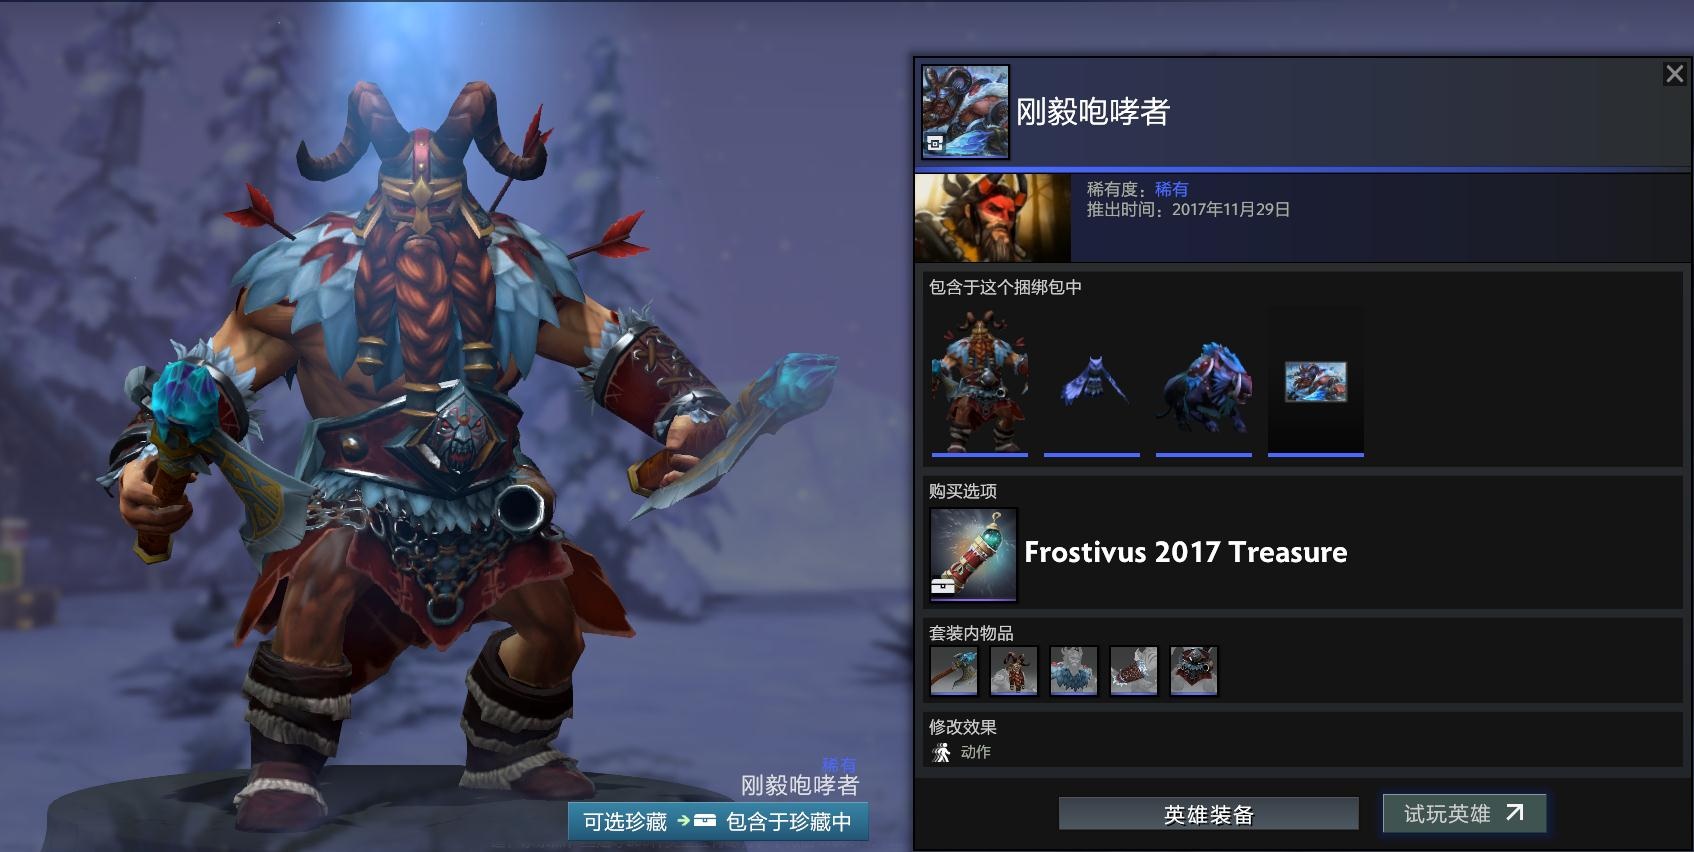 刚毅咆哮者
稀有度：稀有
推出时间：2017年11月29日
包含于这个捆绑包中
购买选项
Frostivus 2017 Treasure
套装内物品
修改效果
动作
稀有
刚毅咆哮者
可选珍藏 包含于珍藏中
英雄装备
试玩英雄